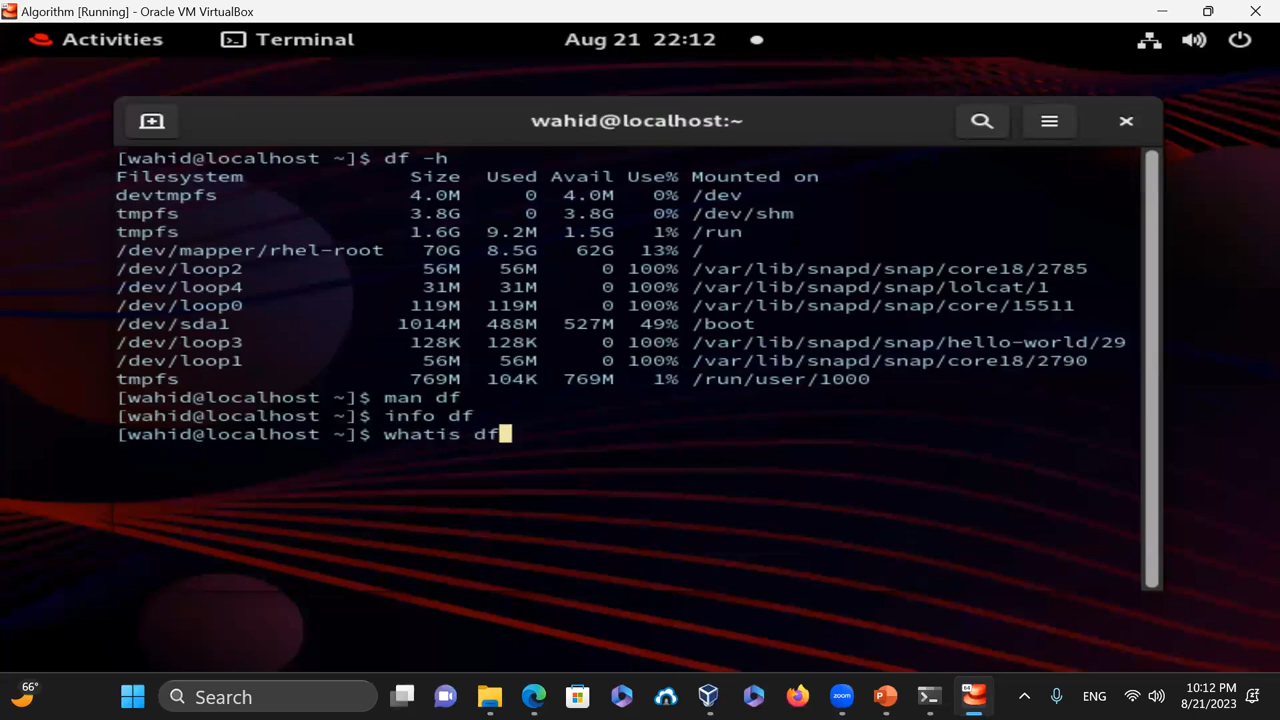 Algorithm [Running] - Oracle VM VirtualBox
Activities Terminal Aug 21 22:12
wahid@localhost:~
[wahid@localhost ~]$ df -h
Filesystem Size Used Avail Use% Mounted on
devtmpfs 4.0M 0 4.0M 0% /dev
tmpfs 3.8G 0 3.8G 0% /dev/shm
tmpfs 1.6G 9.2M 1.5G 1% /run
/dev/mapper/rhel-root 70G 8.5G 62G 13% /
/dev/loop2 56M 56M 0 100% /var/lib/snapd/snap/core18/2785
/dev/loop4 31M 31M 0 100% /var/lib/snapd/snap/lolcat/1
/dev/loop0 119M 119M 0 100% /var/lib/snapd/snap/core/15511
/dev/sda1 1014M 488M 527M 49% /boot
/dev/loop3 128K 128K 0 100% /var/lib/snapd/snap/hello-world/29
/dev/loop1 56M 56M 0 100% /var/lib/snapd/snap/core18/2790
tmpfs 769M 104K 769M 1% /run/user/1000
[wahid@localhost ~]$ man df
[wahid@localhost ~]$ info df
[wahid@localhost ~]$ whatis df
66° Search zoom ENG 10:12 PM
8/21/2023